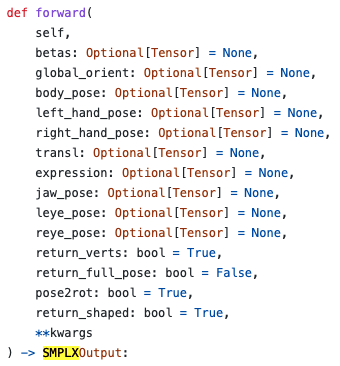 def forward(
    self,
    betas: Optional[Tensor] = None,
    global_orient: Optional[Tensor] = None,
    body_pose: Optional[Tensor] = None,
    left_hand_pose: Optional[Tensor] = None,
    right_hand_pose: Optional[Tensor] = None,
    transl: Optional[Tensor] = None,
    expression: Optional[Tensor] = None,
    jaw_pose: Optional[Tensor] = None,
    leye_pose: Optional[Tensor] = None,
    reye_pose: Optional[Tensor] = None,
    return_verts: bool = True,
    return_full_pose: bool = False,
    pose2rot: bool = True,
    return_shaped: bool = True,
    **kwargs
) -> SMPLXOutput: